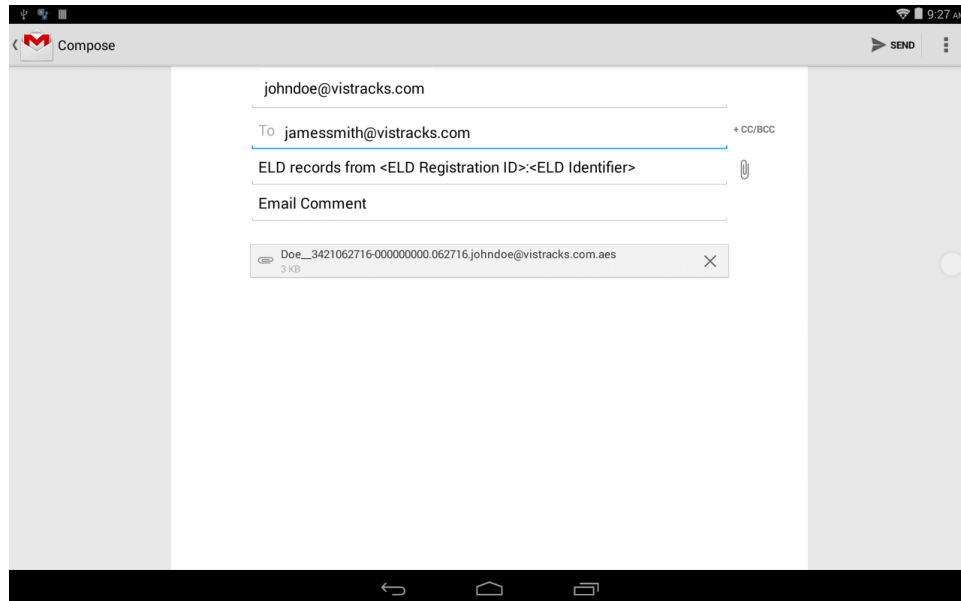 9:27 AM
Compose
SEND
johndoe@vistracks.com
To jamessmith@vistracks.com
+ CC/BCC
ELD records from <ELD Registration ID>:<ELD Identifier>
Email Comment
Doe__3421062716-000000000.062716.johndoe@vistracks.com.aes
3 KB